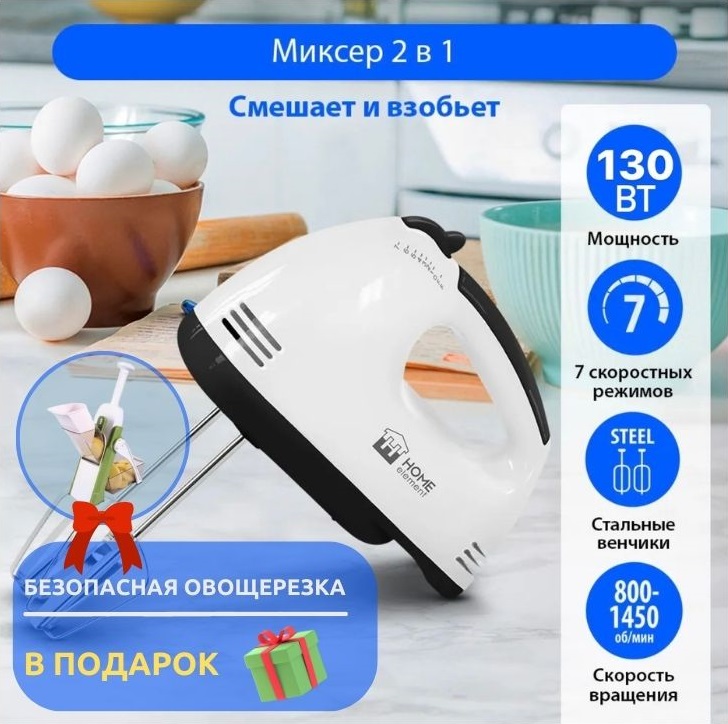 Миксер 2 в 1
Смешает и взобьет
130
ВТ
Мощность
7
7 скоростных
режимов
STEEL
Стальные
венчики
800-
1450
об/мин
Скорость
вращения
HOME
element
БЕЗОПАСНАЯ ОВОЩЕРЕЗКА
В ПОДАРОК